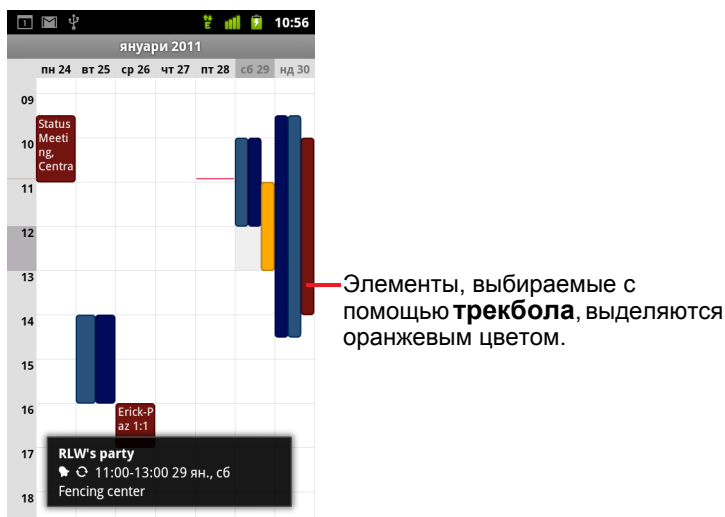 1 E 10:56
януари 2011
пн 24 вт 25 ср 26 чт 27 пт 28 сб 29 нд 30
09
Status
Meeti
10 ng,
Centra
11
12
13
Элементы, выбираемые с
помощью трекбола, выделяются
оранжевым цветом.
14
15
16 Erick-P
az 1:1
17 RLW's party
11:00-13:00 29 ян., сб
Fencing center
18